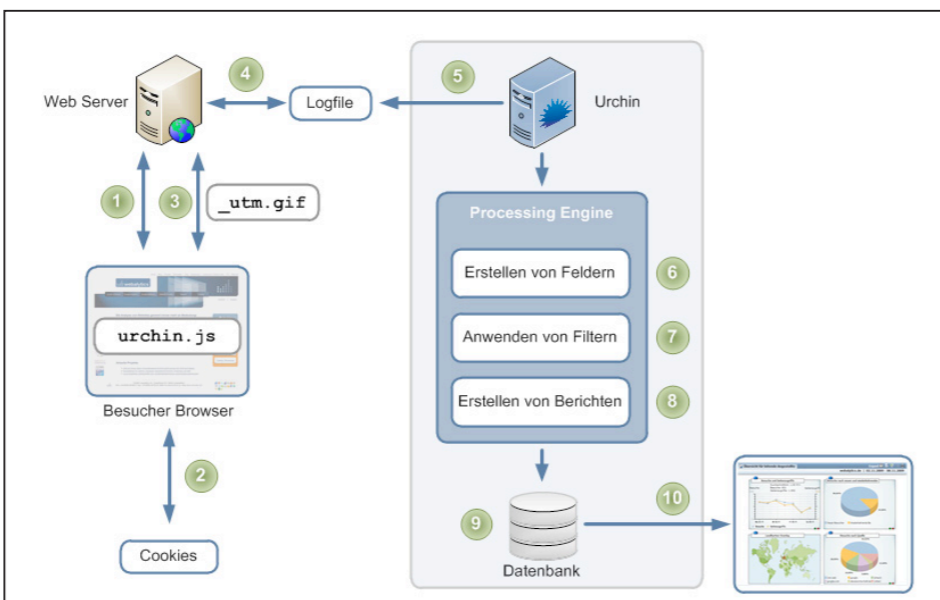 4
5
Web Server
Logfile
Urchin
1
3
_utm.gif
Processing Engine
Erstellen von Feldern
6
urchin.js
Anwenden von Filtern
7
Erstellen von Berichten
8
Besucher Browser
2
9
10
Cookies
Datenbank